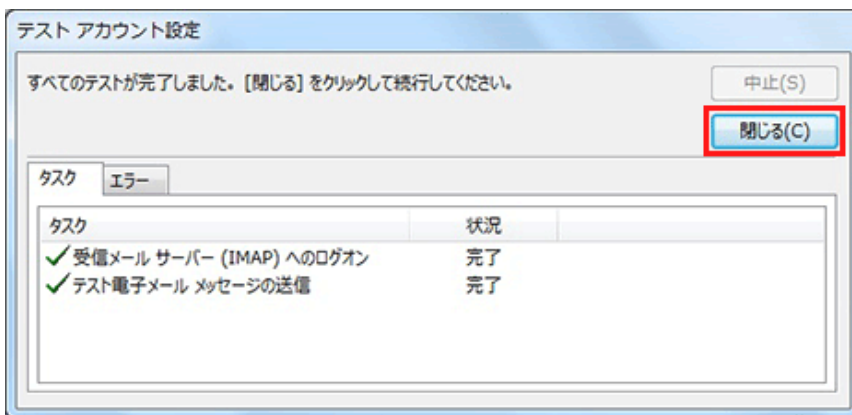 テスト アカウント設定
すべてのテストが完了しました。[閉じる] をクリックして続行してください。
中止(S)
閉じる(C)
タスク エラー
タスク 状況
受信メール サーバー (IMAP) へのログオン 完了
テスト電子メール メッセージの送信 完了